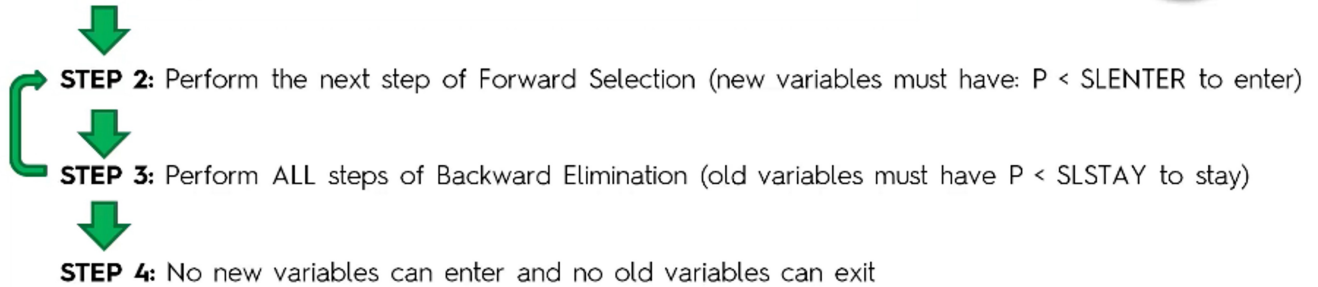 STEP 2: Perform the next step of Forward Selection (new variables must have: P < SLENTER to enter)
STEP 3: Perform ALL steps of Backward Elimination (old variables must have P < SLSTAY to stay)
STEP 4: No new variables can enter and no old variables can exit